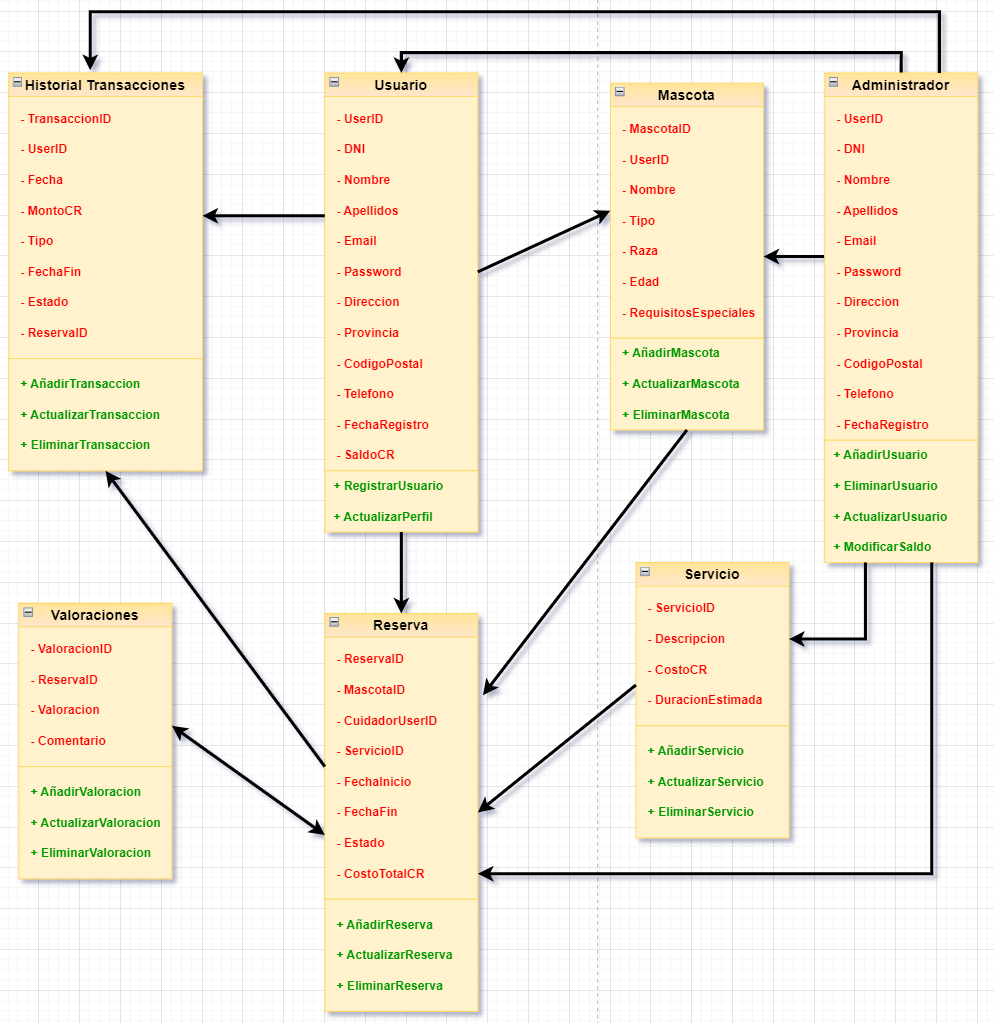 Historial Transacciones
- TransaccionID
- UserID
- Fecha
- MontoCR
- Tipo
- FechaFin
- Estado
- ReservaID
+ AñadirTransaccion
+ ActualizarTransaccion
+ EliminarTransaccion
Usuario
- UserID
- DNI
- Nombre
- Apellidos
- Email
- Password
- Direccion
- Provincia
- CodigoPostal
- Telefono
- FechaRegistro
- SaldoCR
+ RegistrarUsuario
+ ActualizarPerfil
Mascota
- MascotaID
- UserID
- Nombre
- Tipo
- Raza
- Edad
- RequisitosEspeciales
+ AñadirMascota
+ ActualizarMascota
+ EliminarMascota
Administrador
- UserID
- DNI
- Nombre
- Apellidos
- Email
- Password
- Direccion
- Provincia
- CodigoPostal
- Telefono
- FechaRegistro
+ AñadirUsuario
+ EliminarUsuario
+ ActualizarUsuario
+ ModificarSaldo
Valoraciones
- ValoracionID
- ReservaID
- Valoracion
- Comentario
+ AñadirValoracion
+ ActualizarValoracion
+ EliminarValoracion
Reserva
- ReservaID
- MascotaID
- CuidadorUserID
- ServicioID
- FechaInicio
- FechaFin
- Estado
- CostoTotalCR
+ AñadirReserva
+ ActualizarReserva
+ EliminarReserva
Servicio
- ServicioID
- Descripcion
- CostoCR
- DuracionEstimada
+ AñadirServicio
+ ActualizarServicio
+ EliminarServicio